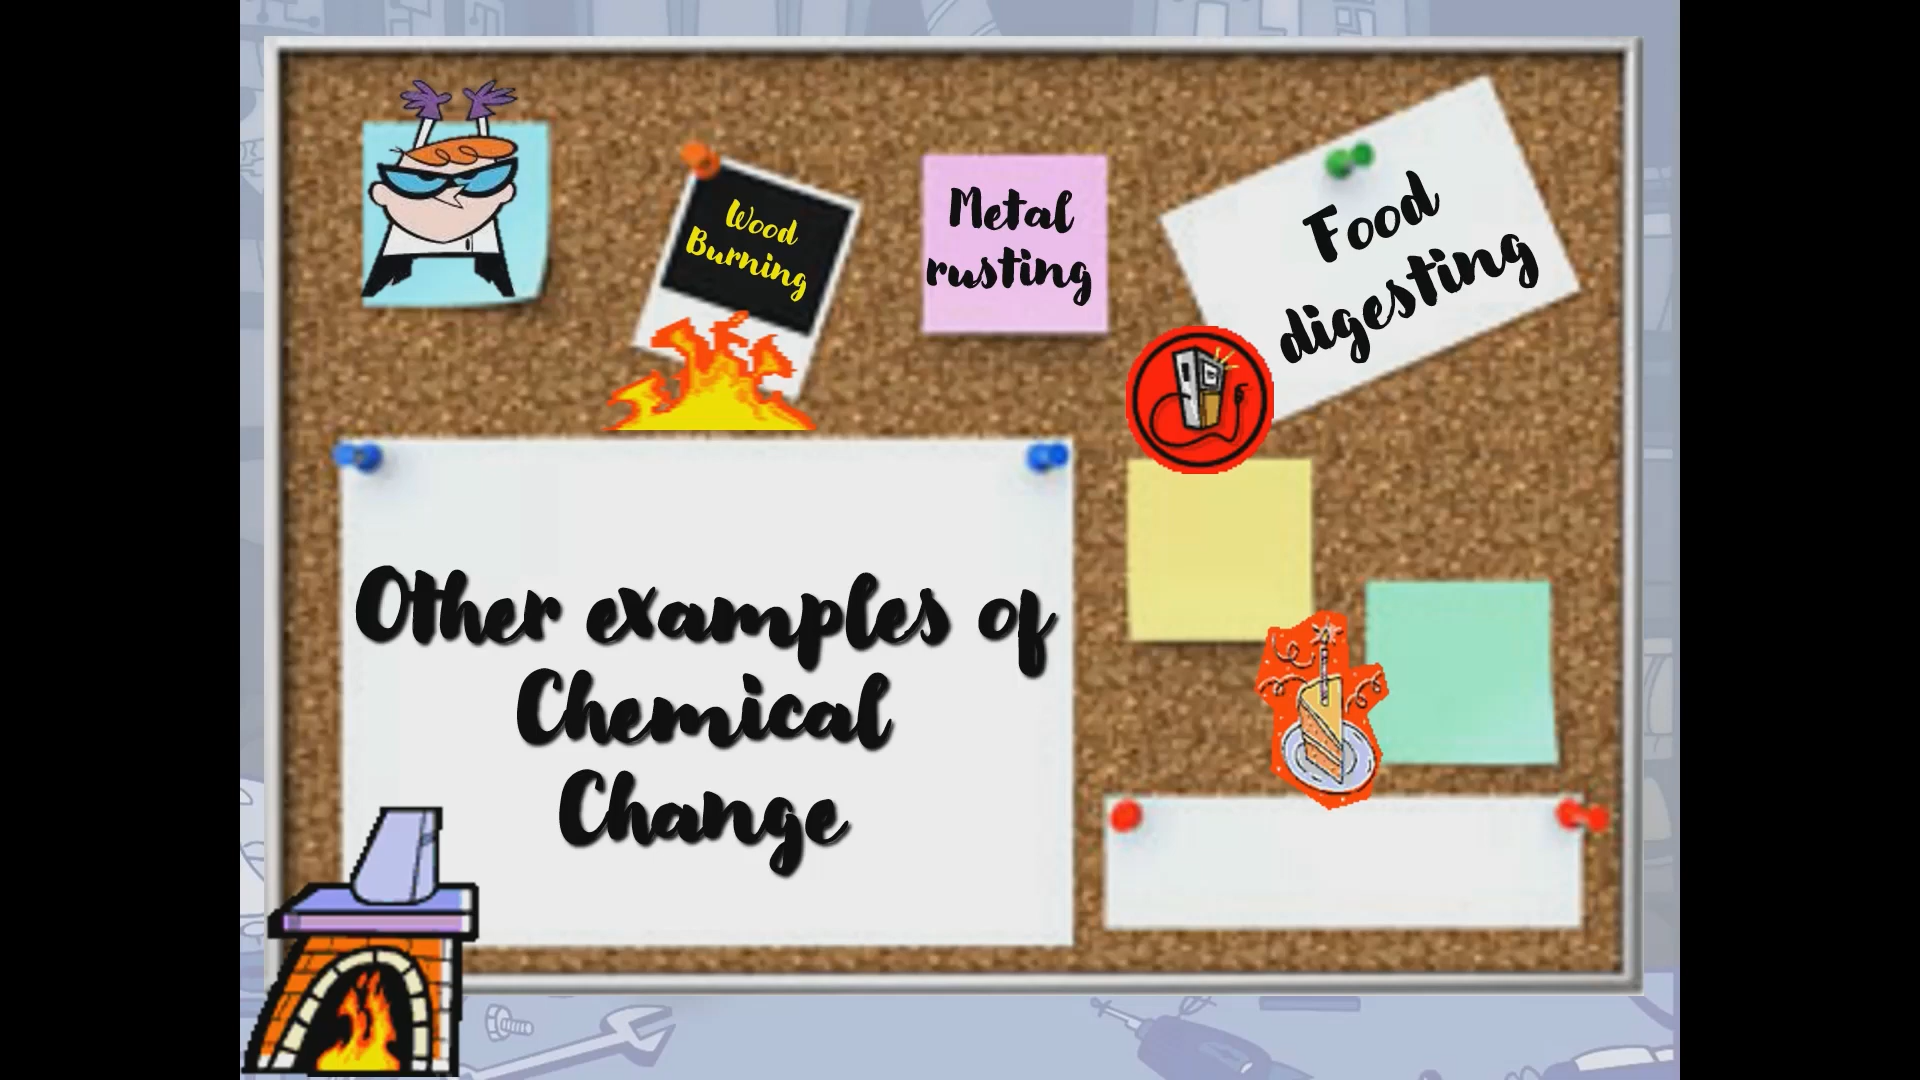 Wood
Burning
Metal
rusting
Food
digesting
Other examples of
Chemical
Change